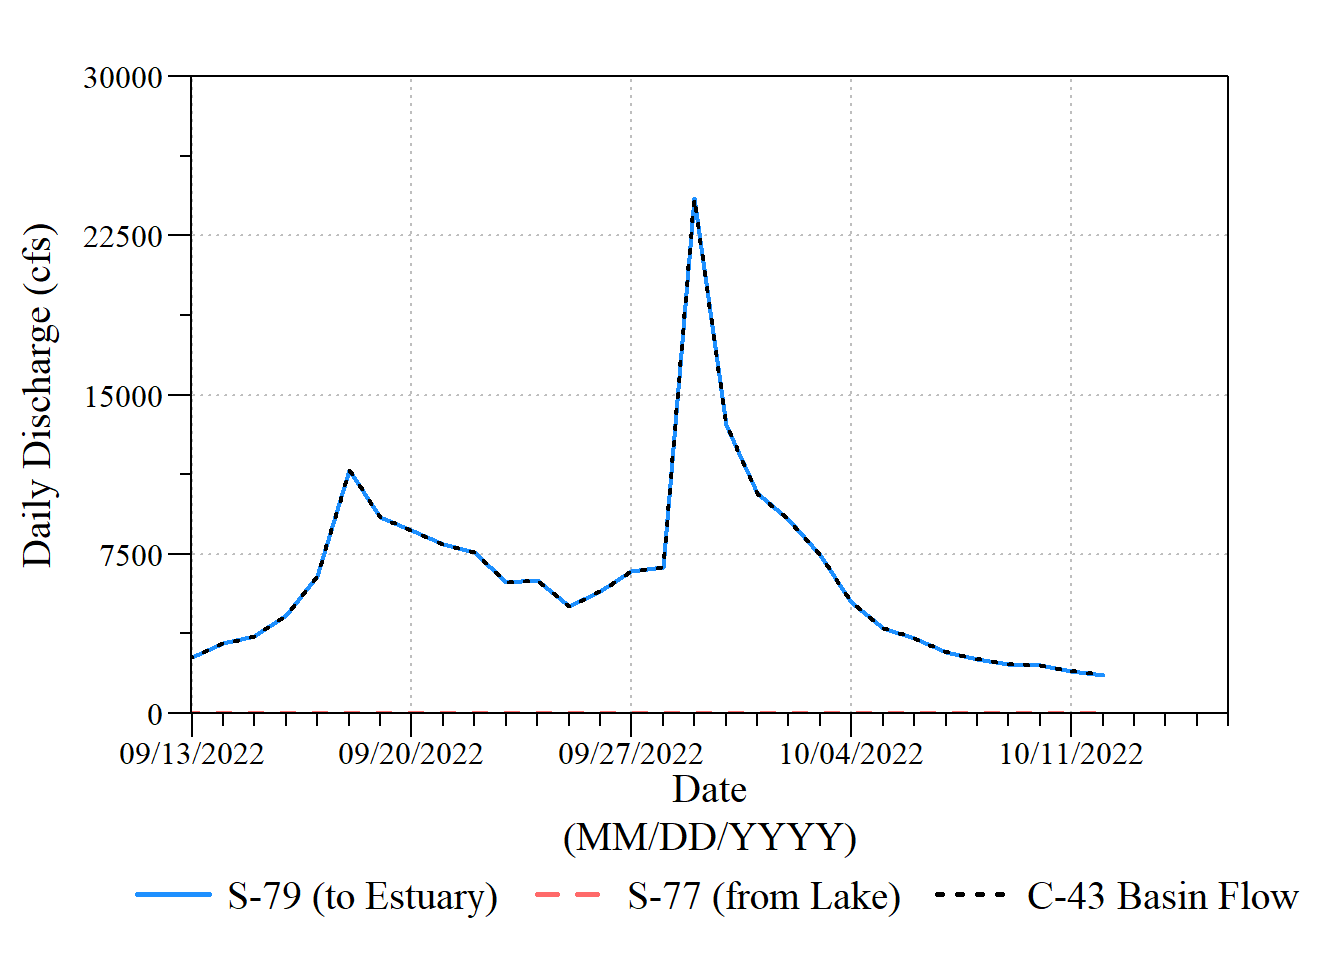 30000
22500
15000
7500
0
Daily Discharge (cfs)
09/13/2022 09/20/2022 09/27/2022 10/04/2022 10/11/2022
Date
(MM/DD/YYYY)
S-79 (to Estuary) S-77 (from Lake) C-43 Basin Flow